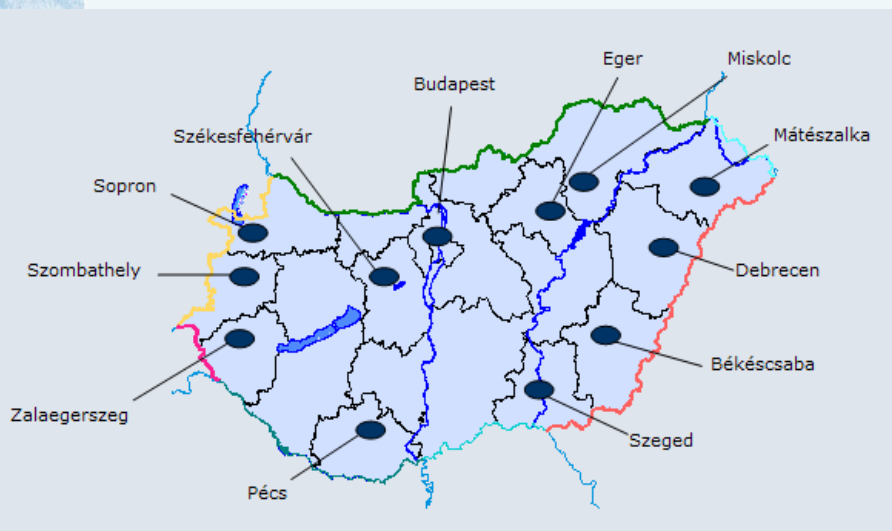 Eger
Miskolc
Budapest
Székesfehérvár
Mátészalka
Sopron
Szombathely
Debrecen
Békéscsaba
Zalaegerszeg
Szeged
Pécs